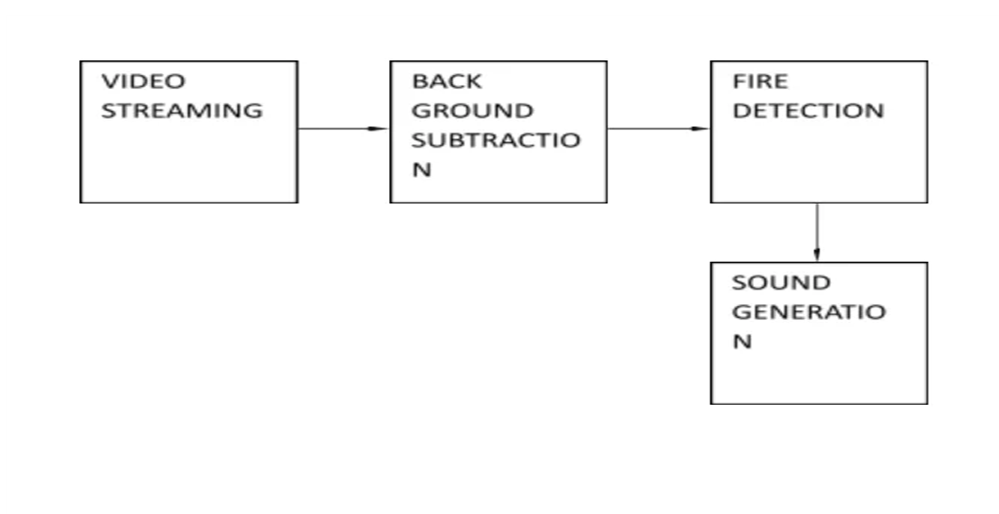 VIDEO
STREAMING
BACK
GROUND
SUBTRACTIO
N
FIRE
DETECTION
SOUND
GENERATIO
N